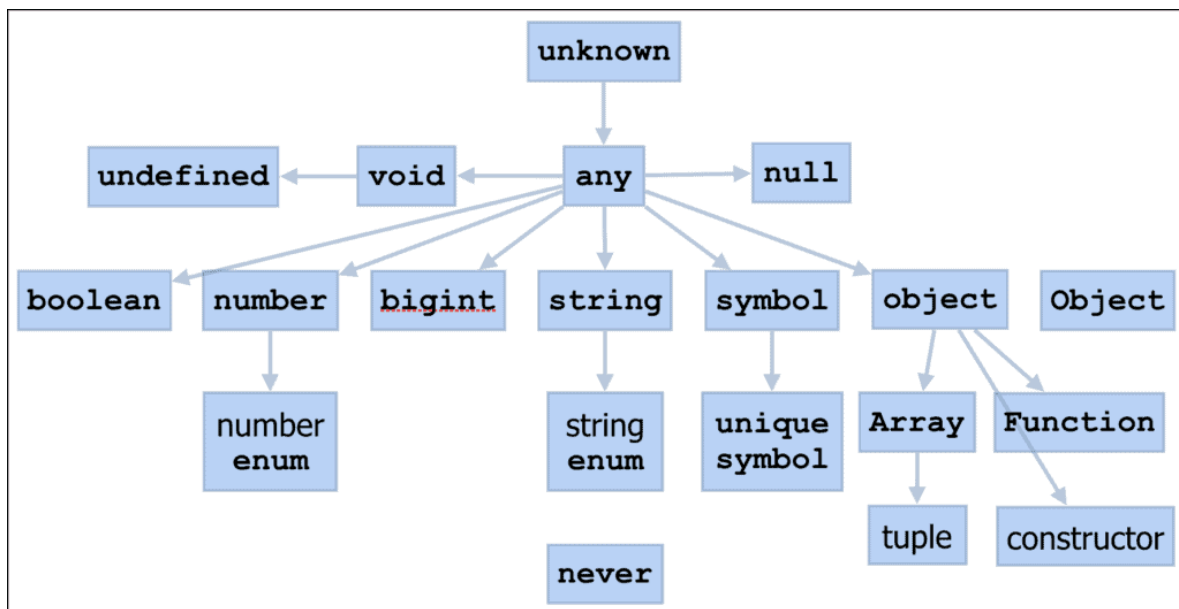 unknown
undefined
void
any
null
boolean
number
bigint
string
symbol
object
Object
number
enum
string
enum
unique
symbol
Array
Function
tuple
constructor
never